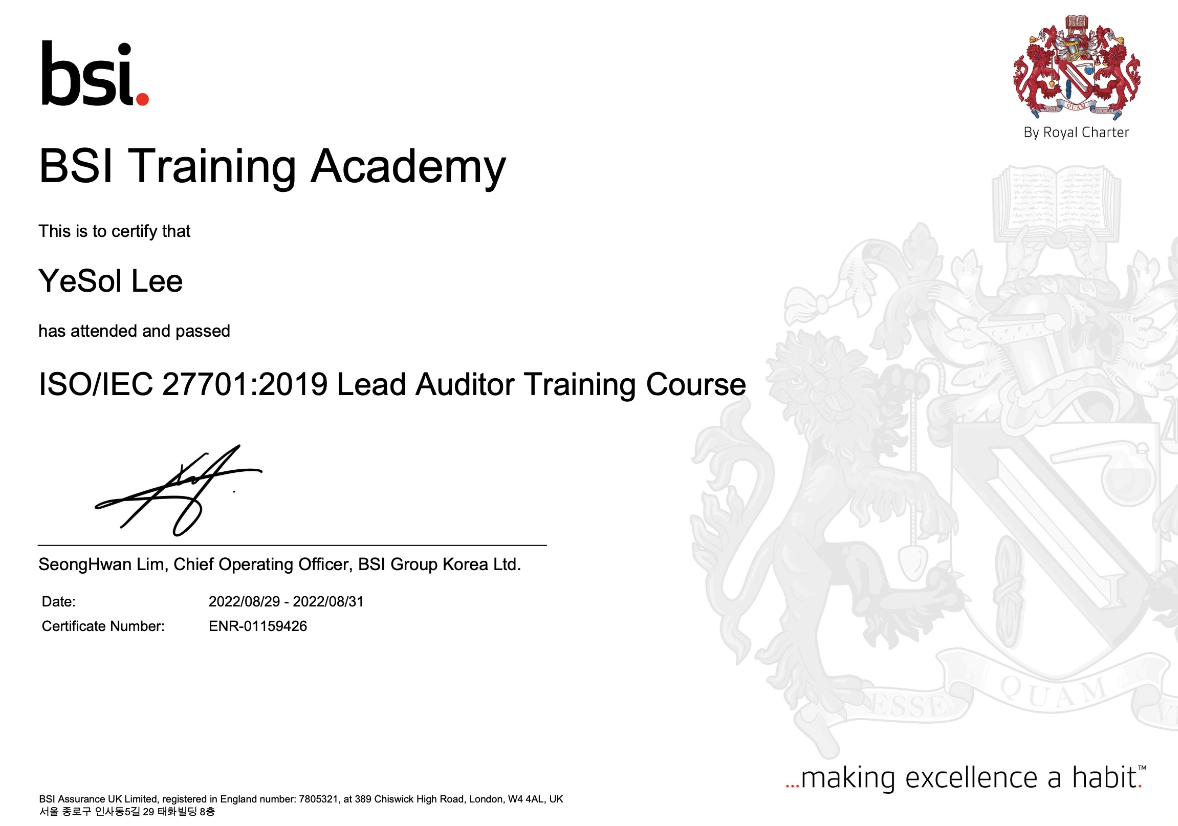 bsi.
By Royal Charter
BSI Training Academy
This is to certify that
YeSol Lee
has attended and passed
ISO/IEC 27701:2019 Lead Auditor Training Course
SeongHwan Lim, Chief Operating Officer, BSI Group Korea Ltd.
Date: 2022/08/29 - 2022/08/31
Certificate Number: ENR-01159426
ESSE QUAM
...making excellence a habit.™
BSI Assurance UK Limited, registered in England number: 7805321, at 389 Chiswick High Road, London, W4 4AL, UK
서울 종로구 인사동5길 29 태화빌딩 8층